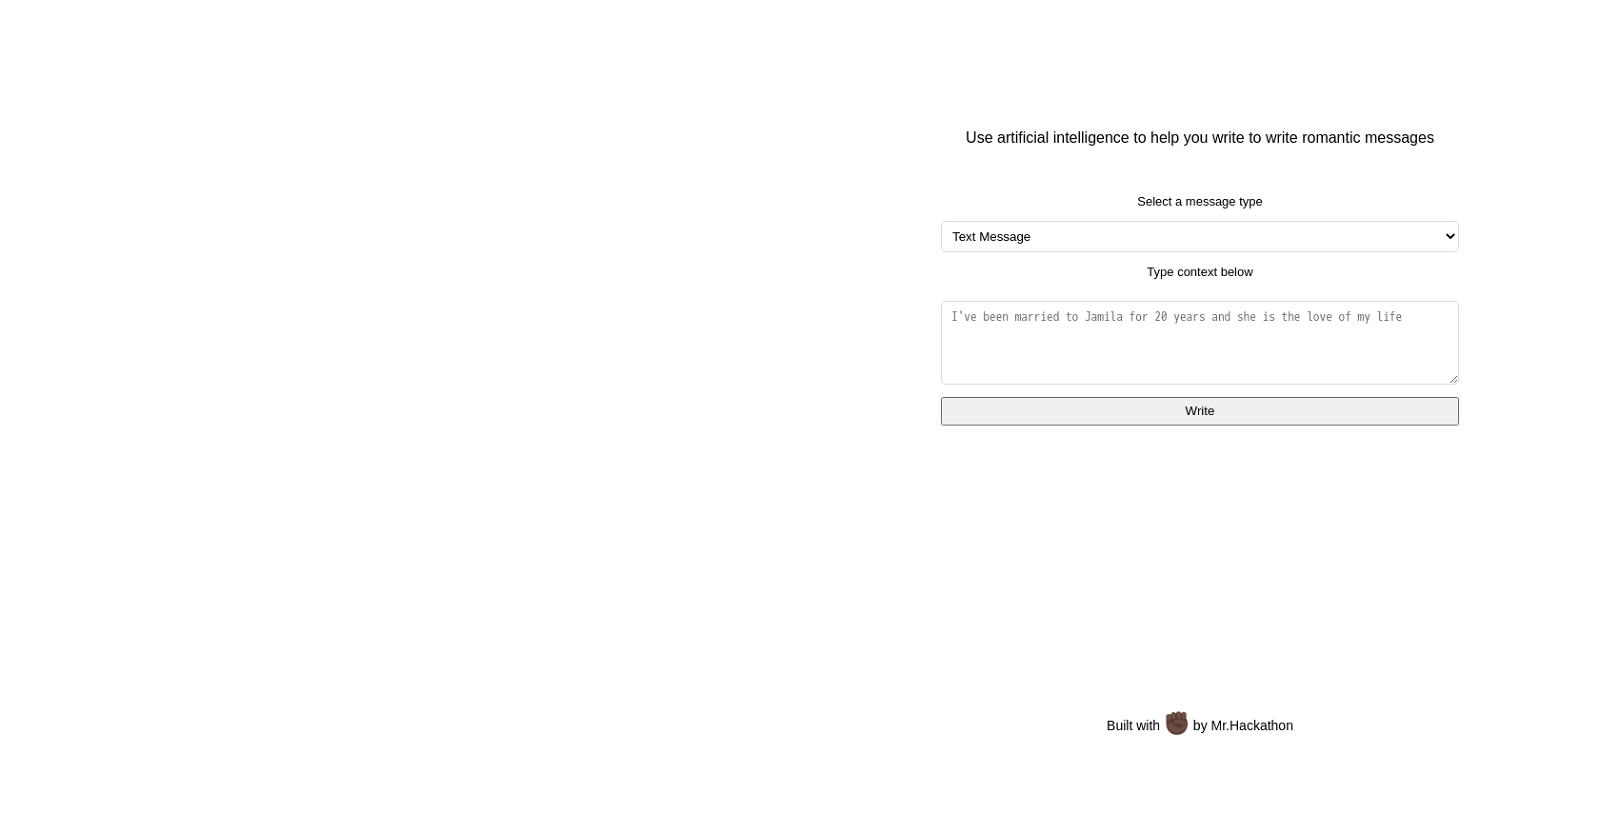 Use artificial intelligence to help you write to write romantic messages
Select a message type
Text Message
Type context below
I've been married to Jamila for 20 years and she is the love of my life
Write
Built with ✊🏿 by Mr.Hackathon